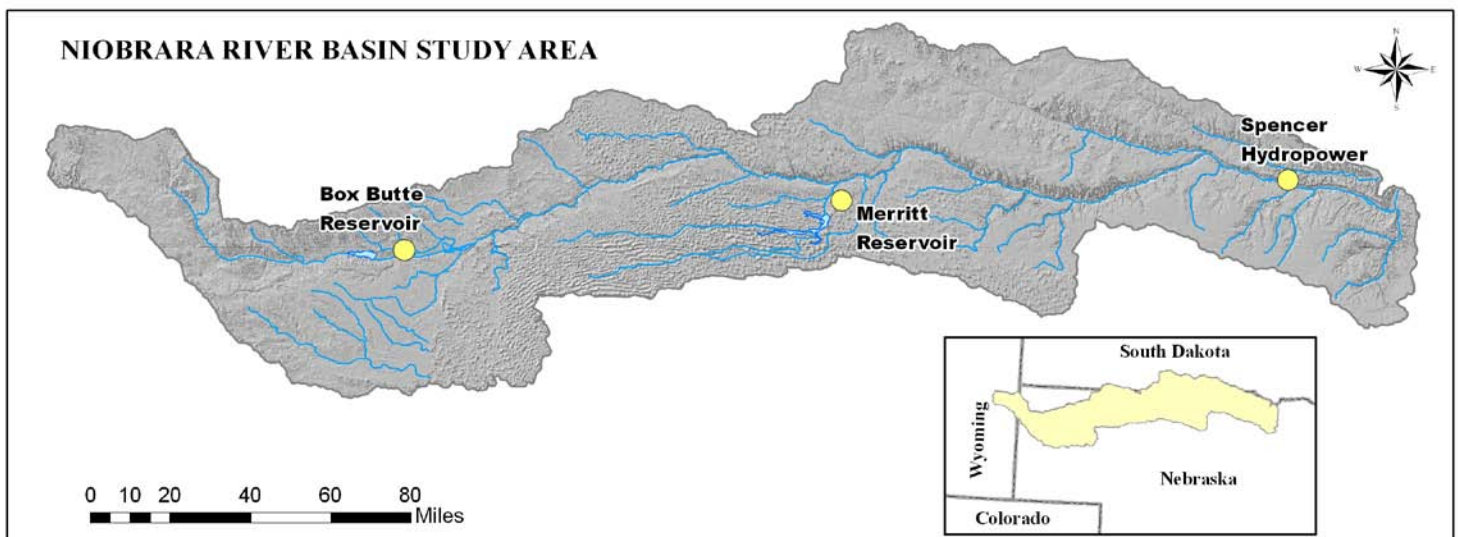 NIOBRARA RIVER BASIN STUDY AREA
N
W E
S
Spencer
Hydropower
Box Butte
Reservoir
Merritt
Reservoir
South Dakota
Wyoming
Nebraska
Colorado
0 10 20 40 60 80
Miles